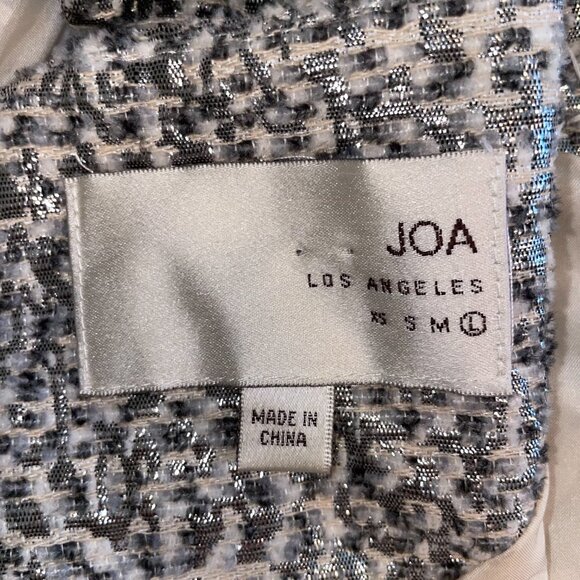 JOA
LOS ANGELES
XS S M L
MADE IN
CHINA